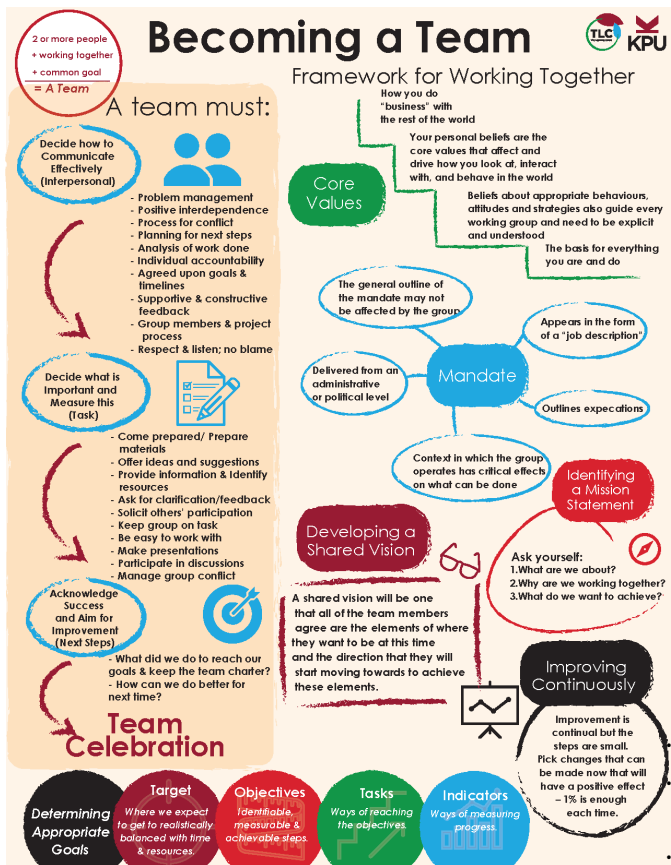 2 or more people
+ working together
+ common goal
= A Team
Becoming a Team
TLC
KPU
Framework for Working Together
A team must:
Decide how to
Communicate
Effectively
(Interpersonal)
- Problem management
- Positive interdependence
- Process for conflict
- Planning for next steps
- Analysis of work done
- Individual accountability
- Agreed upon goals &
timelines
- Supportive & constructive
feedback
- Group members & project
process
- Respect & listen; no blame
Decide what is
Important and
Measure this
(Task)
- Come prepared/ Prepare
materials
- Offer ideas and suggestions
- Provide information & Identify
resources
- Ask for clarification/feedback
- Solicit others' participation
- Keep group on task
- Be easy to work with
- Make presentations
- Participate in discussions
- Manage group conflict
Acknowledge
Success
and Aim for
Improvement
(Next Steps)
- What did we do to reach our
goals & keep the team charter?
- How can we do better for
next time?
Team
Celebration
Core
Values
How you do
"business" with
the rest of the world
Your personal beliefs are the
core values that affect and
drive how you look at, interact
with, and behave in the world
Beliefs about appropriate behaviours,
attitudes and strategies also guide every
working group and need to be explicit
and understood
The basis for everything
you are and do
Mandate
The general outline of
the mandate may not
be affected by the group
Appears in the form
of a "job description"
Delivered from an
administrative
or political level
Outlines expecations
Context in which the group
operates has critical effects
on what can be done
Identifying
a Mission
Statement
Ask yourself:
1.What are we about?
2.Why are we working together?
3.What do we want to achieve?
Developing a
Shared Vision
A shared vision will be one
that all of the team members
agree are the elements of where
they want to be at this time
and the direction that they will
start moving towards to achieve
these elements.
Improving
Continuously
Improvement is
continual but the
steps are small.
Pick changes that can
be made now that will
have a positive effect
– 1% is enough
each time.
Determining
Appropriate
Goals
Target
Where we expect
to get to realistically
balanced with time
& resources.
Objectives
Identifiable,
measurable &
achievable steps.
Tasks
Ways of reaching
the objectives.
Indicators
Ways of measuring
progress.